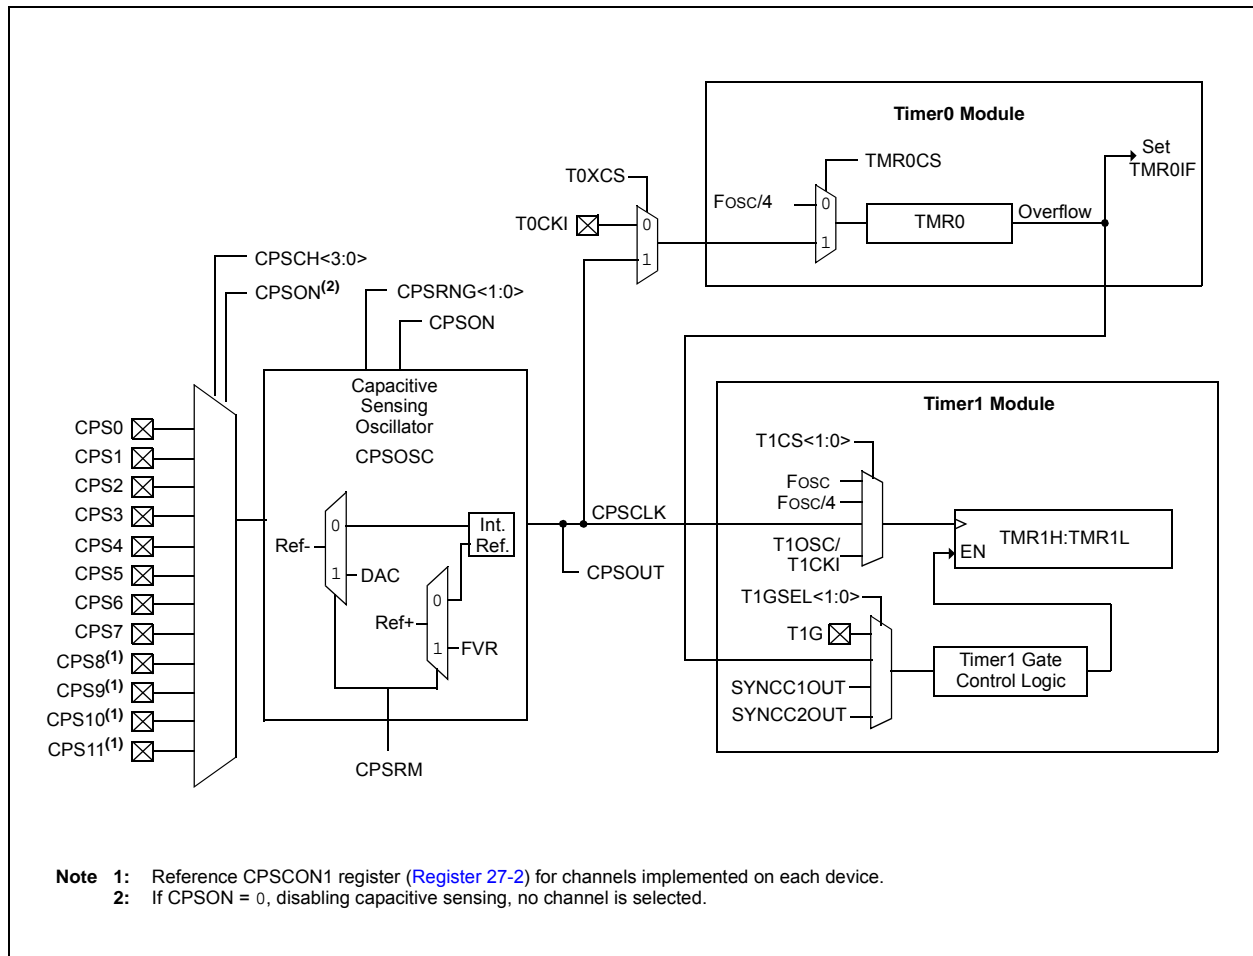 Timer0 Module
Set
TMR0IF
TMR0CS
T0XCS
FOSC/4
0
1
TMR0
Overflow
T0CKI
0
1
CPSCH<3:0>
CPSON(2)
CPSRNG<1:0>
CPSON
Capacitive
Sensing
Oscillator
CPSOSC
Timer1 Module
CPS0
CPS1
CPS2
CPS3
CPS4
CPS5
CPS6
CPS7
CPS8(1)
CPS9(1)
CPS10(1)
CPS11(1)
Ref-
0
1
DAC
Int.
Ref.
Ref+
0
1
FVR
CPSRM
CPSCLK
CPSOUT
T1CS<1:0>
FOSC
FOSC/4
T1OSC/
T1CKI
EN
TMR1H:TMR1L
T1GSEL<1:0>
T1G
SYNCC1OUT
SYNCC2OUT
Timer1 Gate
Control Logic
Note 1: Reference CPSCON1 register (Register 27-2) for channels implemented on each device.
2: If CPSON = 0, disabling capacitive sensing, no channel is selected.